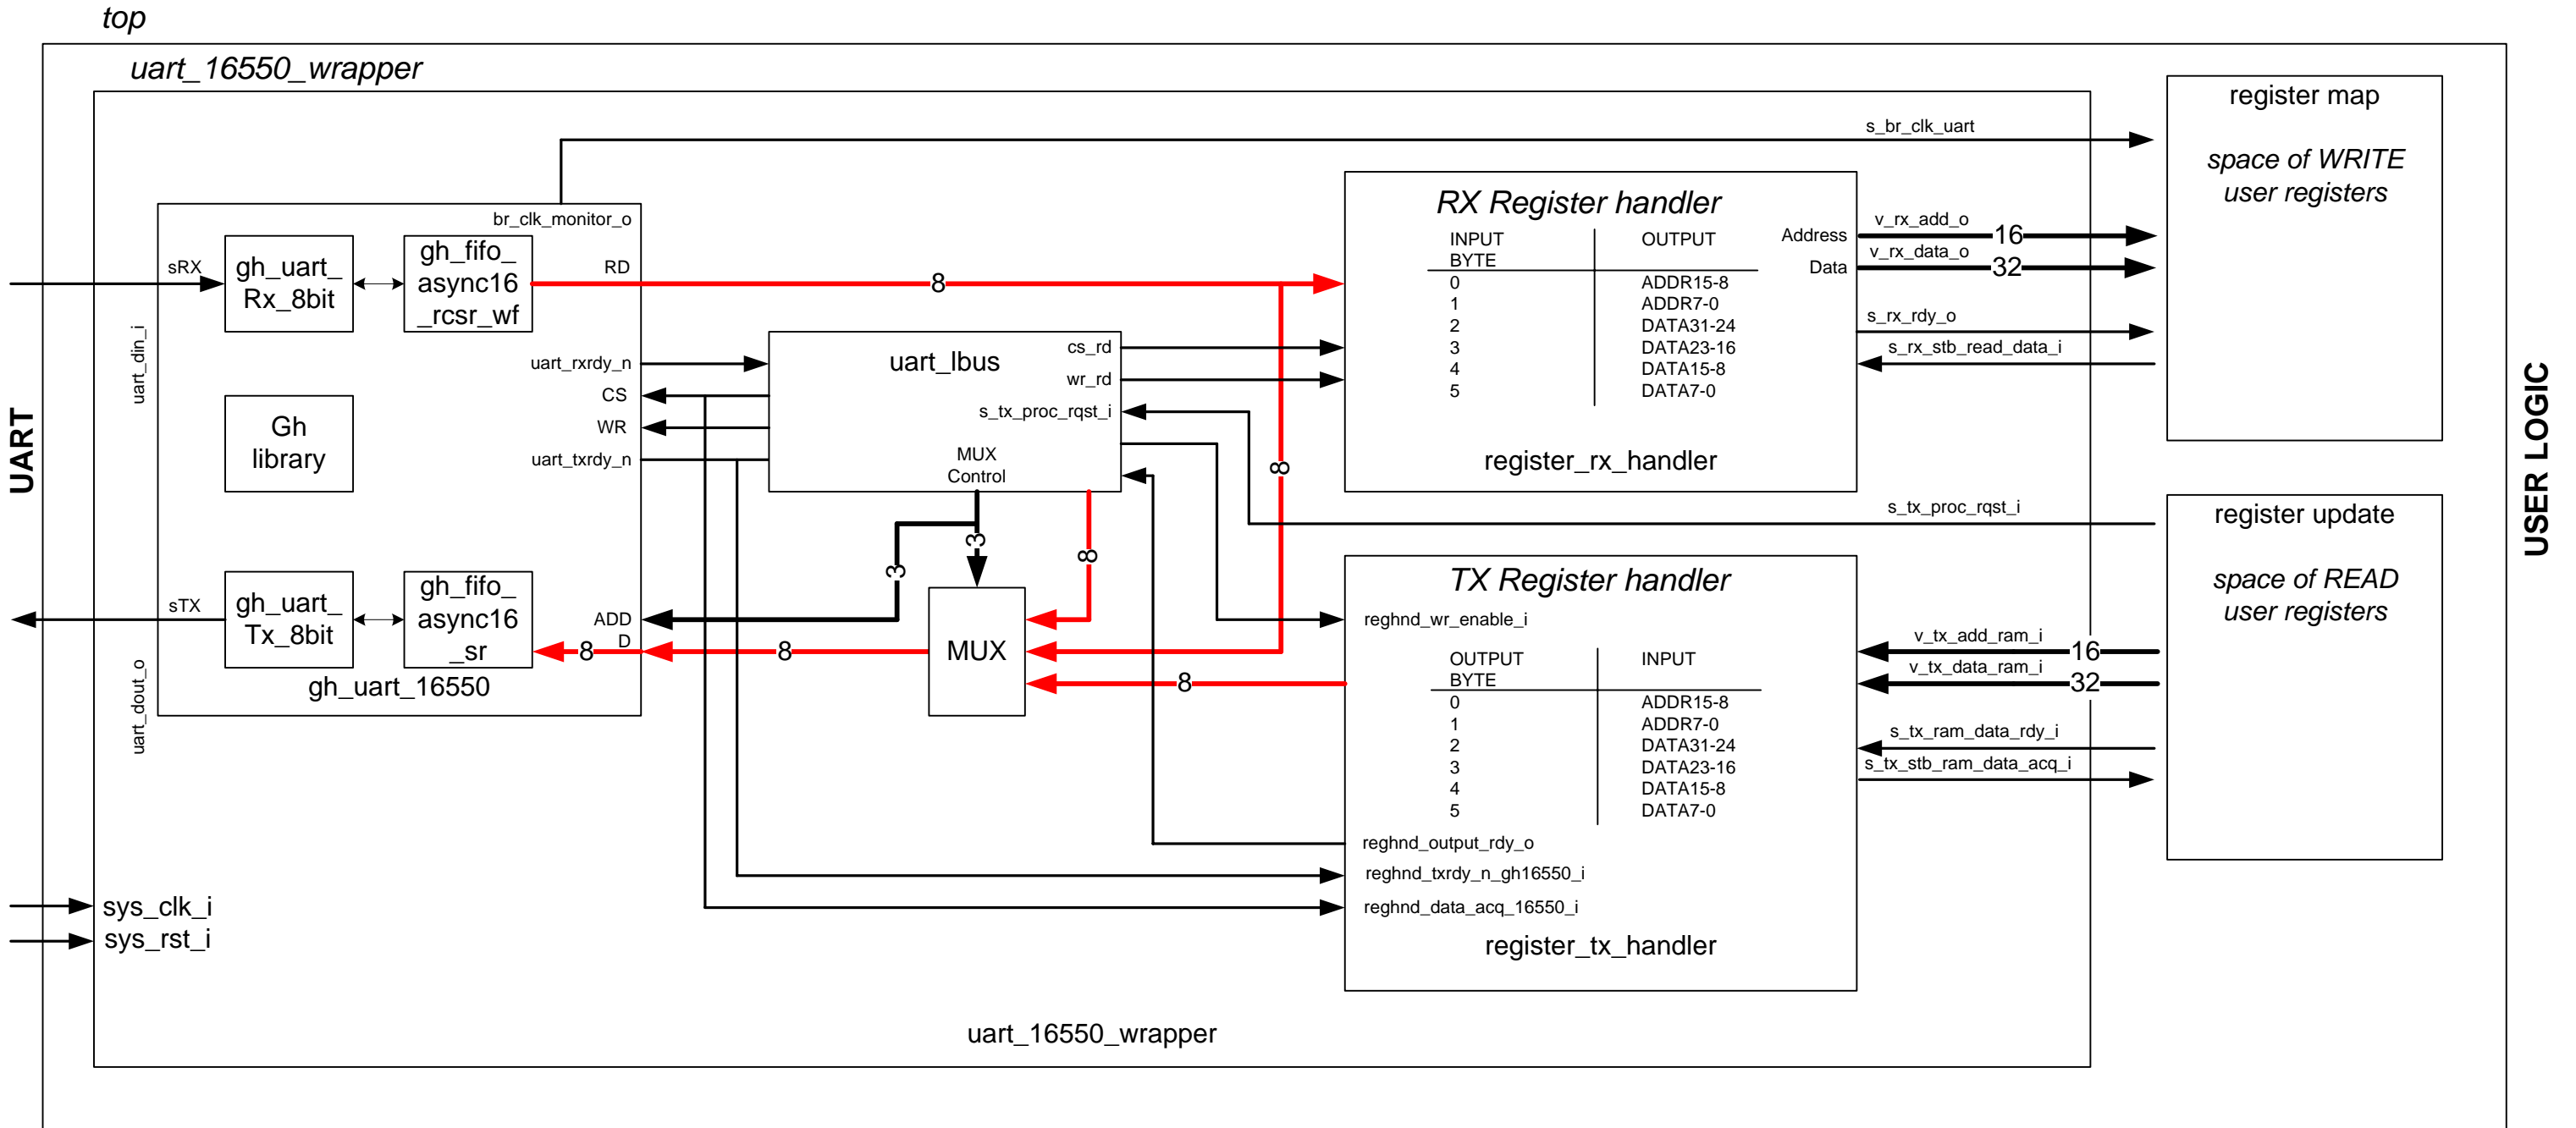 top
uart_16550_wrapper
UART
USER LOGIC
sRX
uart_din_i
gh_uart_
Rx_8bit
gh_fifo_
async16
_rcsr_wf
br_clk_monitor_o
RD
uart_rxrdy_n
CS
WR
uart_txrdy_n
Gh
library
sTX
uart_dout_o
gh_uart_
Tx_8bit
gh_fifo_
async16
_sr
ADD
D
gh_uart_16550
sys_clk_i
sys_rst_i
8
uart_lbus
cs_rd
wr_rd
s_tx_proc_rqst_i
MUX
Control
3
3
8
8
MUX
8
8
8
s_br_clk_uart
RX Register handler
INPUT OUTPUT
BYTE
0 ADDR15-8
1 ADDR7-0
2 DATA31-24
3 DATA23-16
4 DATA15-8
5 DATA7-0
Address
Data
register_rx_handler
v_rx_add_o
16
v_rx_data_o
32
s_rx_rdy_o
s_rx_stb_read_data_i
register map
space of WRITE
user registers
s_tx_proc_rqst_i
TX Register handler
reghnd_wr_enable_i
OUTPUT INPUT
BYTE
0 ADDR15-8
1 ADDR7-0
2 DATA31-24
3 DATA23-16
4 DATA15-8
5 DATA7-0
reghnd_output_rdy_o
reghnd_txrdy_n_gh16550_i
reghnd_data_acq_16550_i
register_tx_handler
v_tx_add_ram_i
16
v_tx_data_ram_i
32
s_tx_ram_data_rdy_i
s_tx_stb_ram_data_acq_i
register update
space of READ
user registers
uart_16550_wrapper